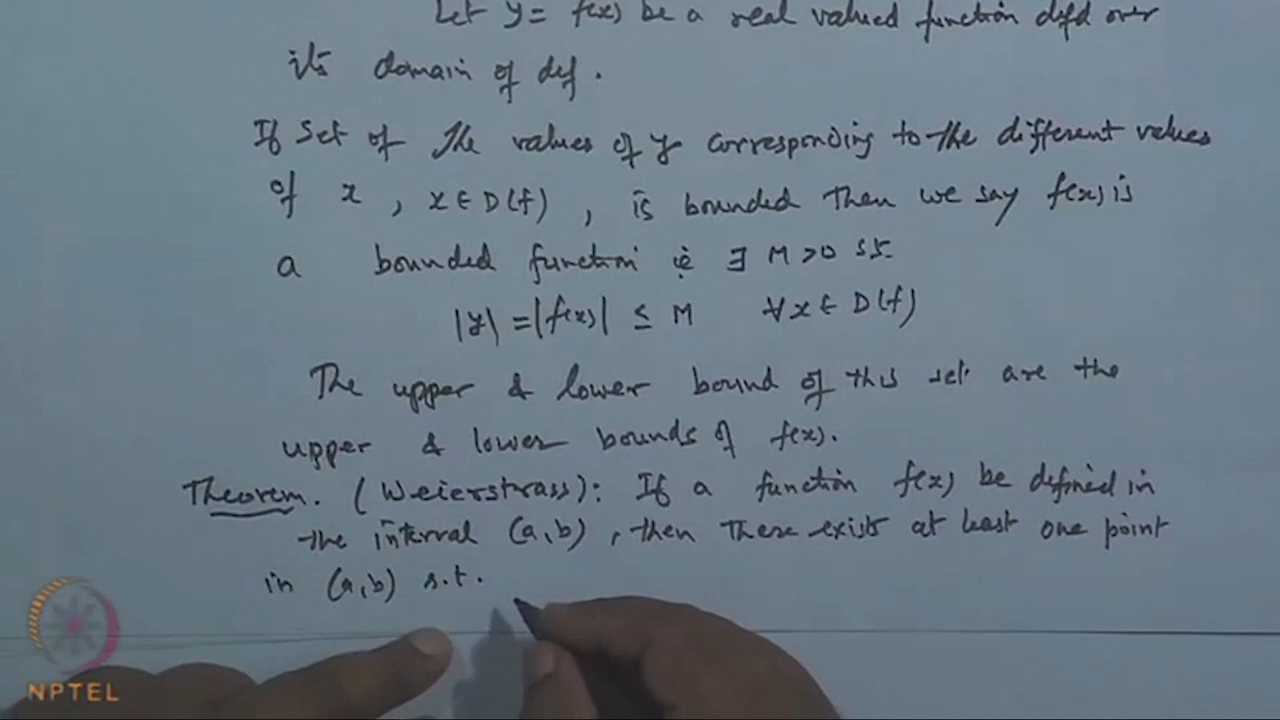 Let y = f(x) be a real valued function defd over
its domain of def.
If Set of the values of y corresponding to the different values
of x, x ∈ D(f), is bounded then we say f(x) is
a bounded function ie ∃ M > 0 s.t.
|y| = |f(x)| ≤ M ∀x ∈ D(f)
The upper & lower bound of this set are the
upper & lower bounds of f(x).
Theorem. (Weierstrass): If a function f(x) be defined in
the interval (a,b), then there exists at least one point
in (a,b) s.t.
NPTEL